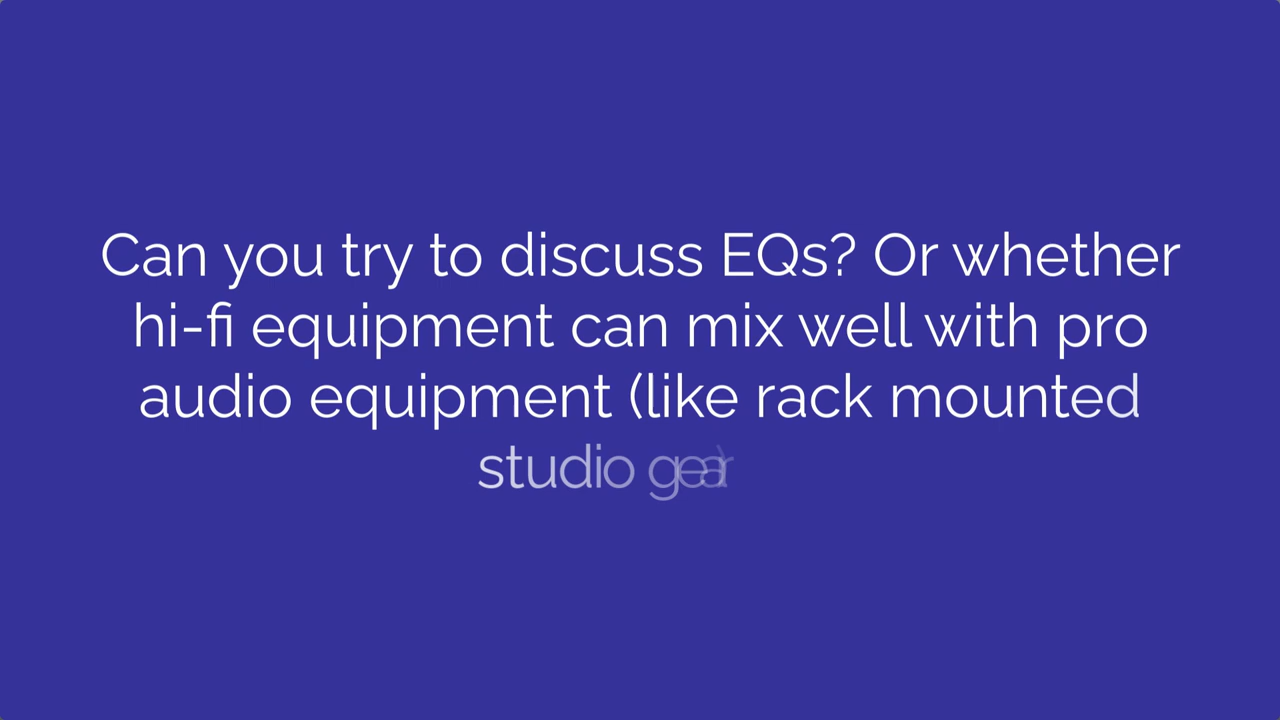 Can you try to discuss EQs? Or whether
hi-fi equipment can mix well with pro
audio equipment (like rack mounted
studio gear)